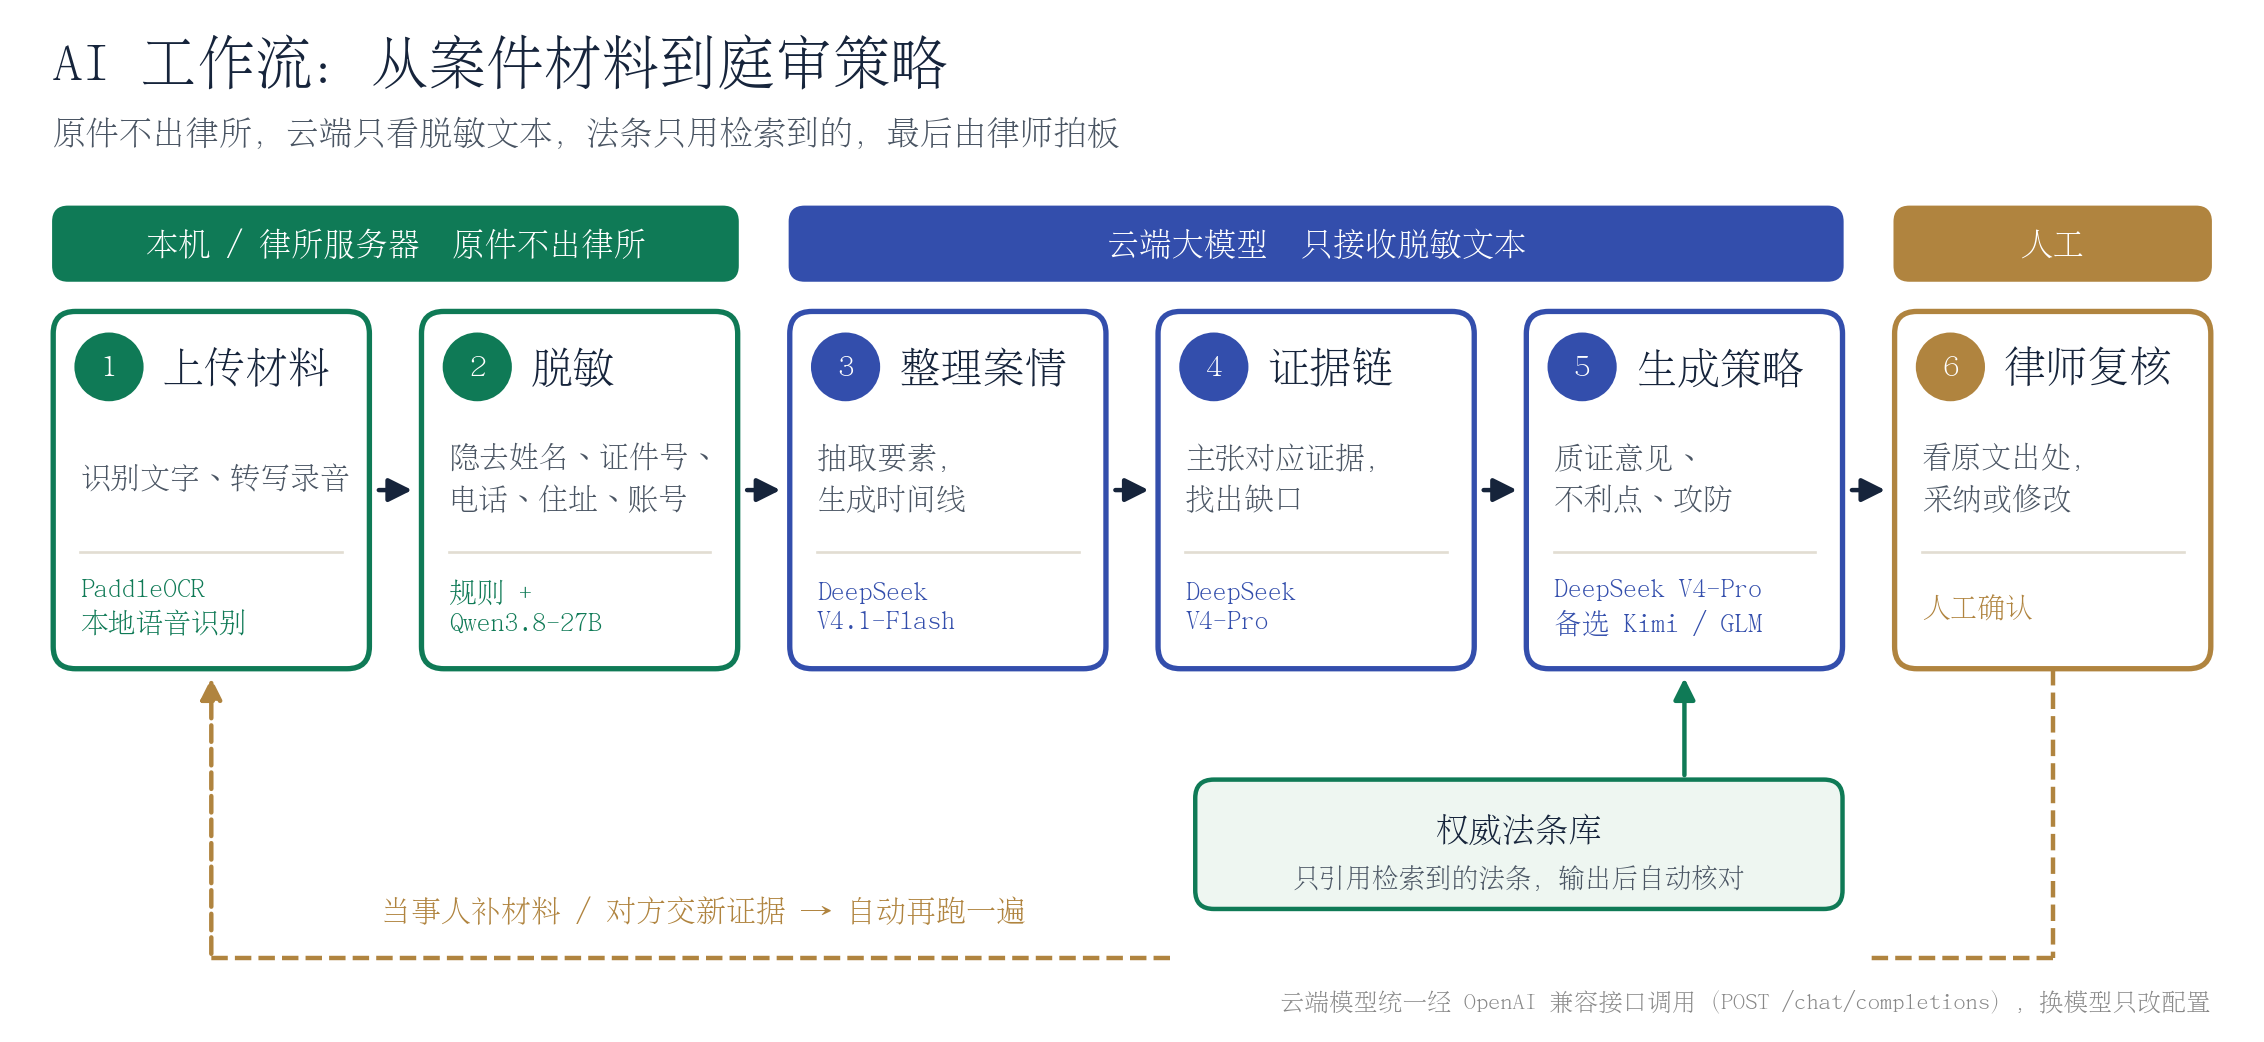 AI 工作流：从案件材料到庭审策略
原件不出律所，云端只看脱敏文本，法条只用检索到的，最后由律师拍板
本机 / 律所服务器 原件不出律所
云端大模型 只接收脱敏文本
人工
1 上传材料
识别文字、转写录音
PaddleOCR
本地语音识别
2 脱敏
隐去姓名、证件号、
电话、住址、账号
规则 +
Qwen3.8-27B
3 整理案情
抽取要素，
生成时间线
DeepSeek
V4.1-Flash
4 证据链
主张对应证据，
找出缺口
DeepSeek
V4-Pro
5 生成策略
质证意见、
不利点、攻防
DeepSeek V4-Pro
备选 Kimi / GLM
6 律师复核
看原文出处，
采纳或修改
人工确认
权威法条库
只引用检索到的法条，输出后自动核对
当事人补材料 / 对方交新证据 → 自动再跑一遍
云端模型统一经 OpenAI 兼容接口调用（POST /chat/completions），换模型只改配置